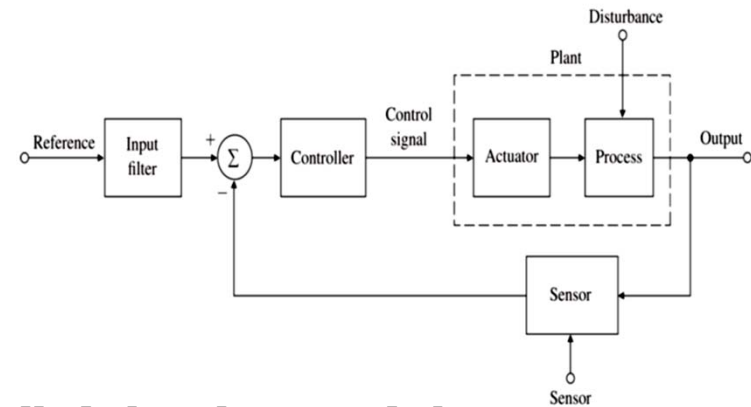 Disturbance
Plant
Reference
Input
filter
+
Σ
−
Controller
Control
signal
Actuator
Process
Output
Sensor
Sensor